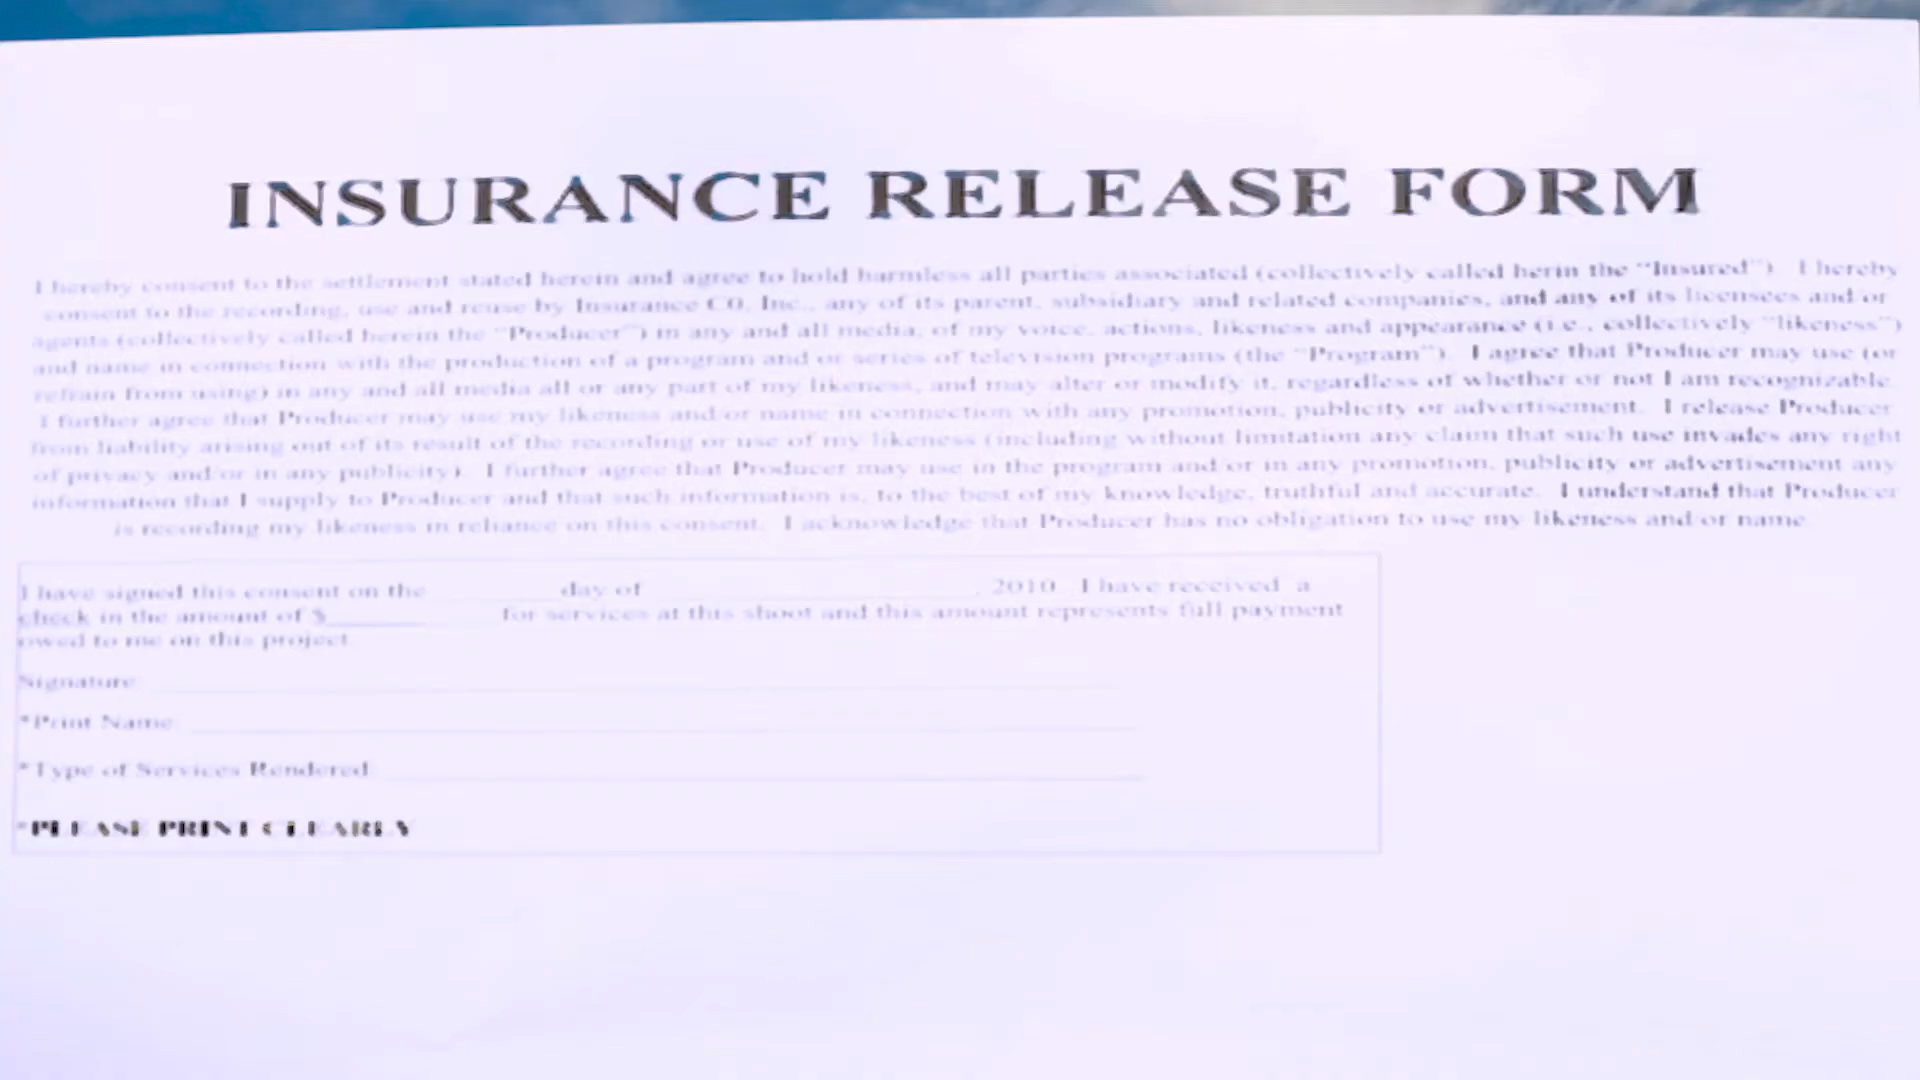 INSURANCE RELEASE FORM
I hereby consent to the settlement stated herein and agree to hold harmless all parties associated (collectively called herin the “Insured”). I hereby
consent to the recording, use and reuse by Insurance C0, Inc., any of its parent, subsidiary and related companies, and any of its licensees and/or
agents (collectively called herein the “Producer”) in any and all media, of my voice, actions, likeness and appearance (i.e., collectively “likeness”)
and name in connection with the production of a program and or series of television programs (the “Program”). I agree that Producer may use (or
refrain from using) in any and all media all or any part of my likeness, and may alter or modify it, regardless of whether or not I am recognizable.
I further agree that Producer may use my likeness and/or name in connection with any promotion, publicity or advertisement. I release Producer
from liability arising out of its result of the recording or use of my likeness (including without limitation any claim that such use invades any right
of privacy and/or in any publicity). I further agree that Producer may use in the program and/or in any promotion, publicity or advertisement any
information that I supply to Producer and that such information is, to the best of my knowledge, truthful and accurate. I understand that Producer
is recording my likeness in reliance on this consent. I acknowledge that Producer has no obligation to use my likeness and/or name
I have signed this consent on the ________ day of ____________________, 2010. I have received a
check in the amount of $__________ for services at this shoot and this amount represents full payment
owed to me on this project.
Signature: ____________________
*Print Name: ____________________
*Type of Services Rendered: ____________________
*PLEASE PRINT CLEARLY